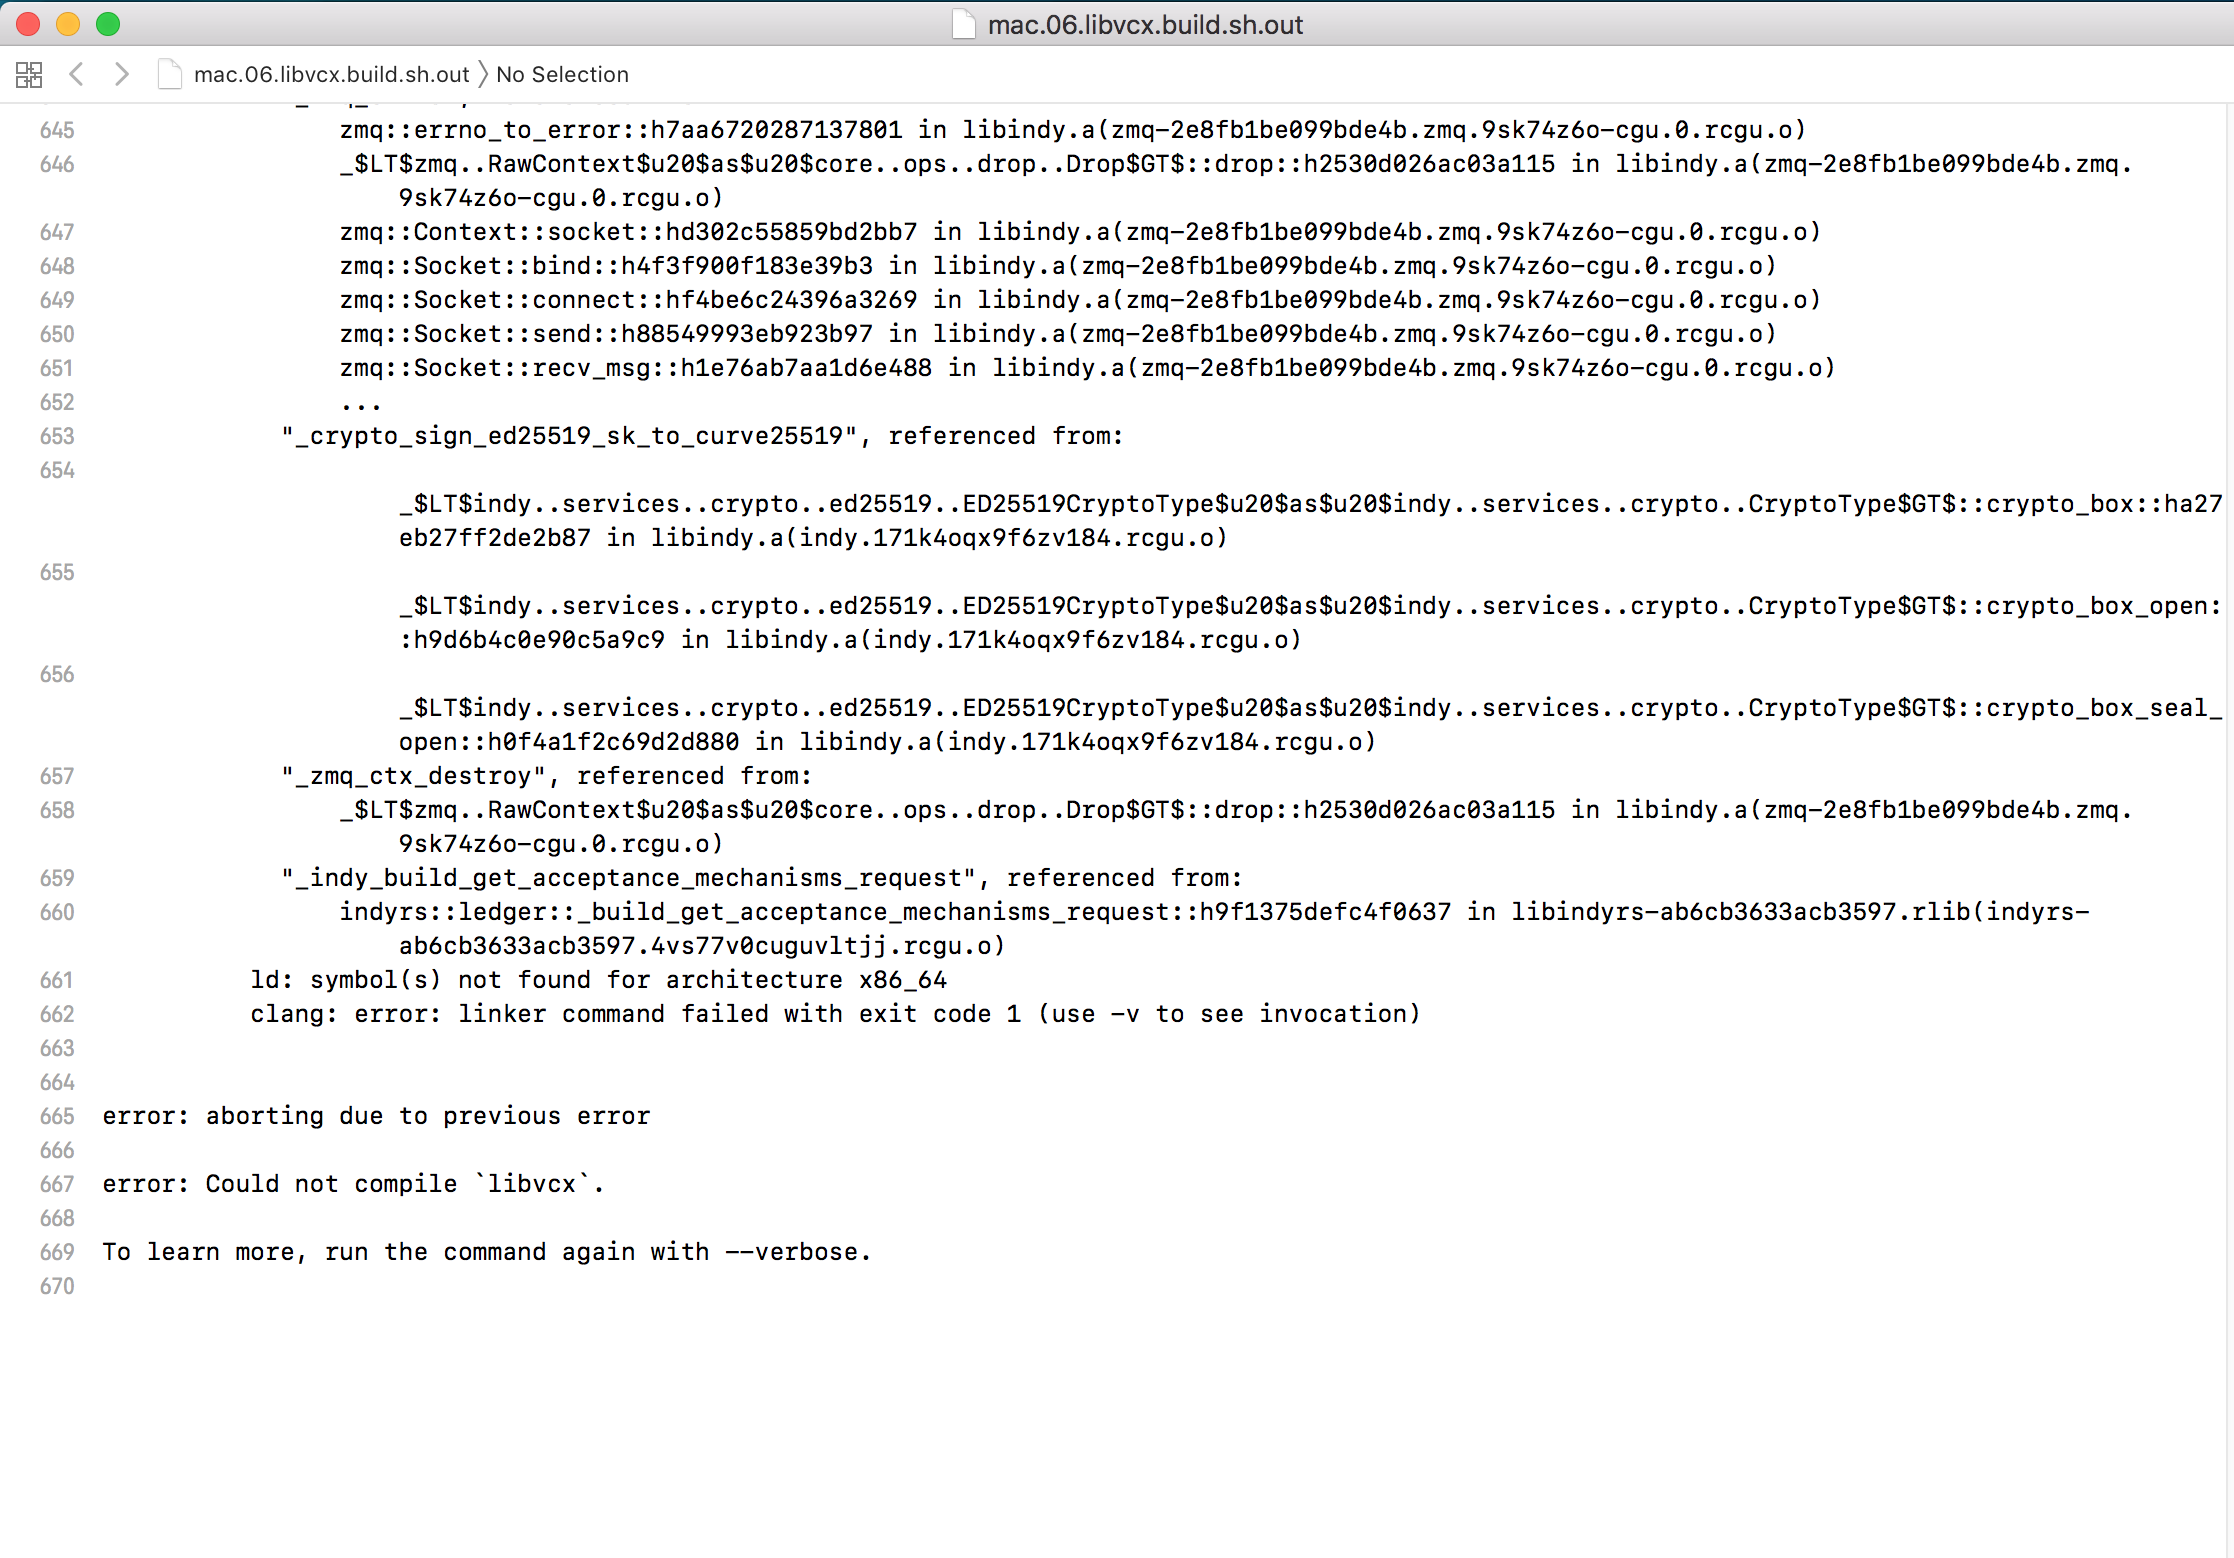 mac.06.libvcx.build.sh.out
mac.06.libvcx.build.sh.out 〉 No Selection
645 zmq::errno_to_error::h7aa6720287137801 in libindy.a(zmq-2e8fb1be099bde4b.zmq.9sk74z6o-cgu.0.rcgu.o)
646 _$LT$zmq..RawContext$u20$as$u20$core..ops..drop..Drop$GT$::drop::h2530d026ac03a115 in libindy.a(zmq-2e8fb1be099bde4b.zmq.
9sk74z6o-cgu.0.rcgu.o)
647 zmq::Context::socket::hd302c55859bd2bb7 in libindy.a(zmq-2e8fb1be099bde4b.zmq.9sk74z6o-cgu.0.rcgu.o)
648 zmq::Socket::bind::h4f3f900f183e39b3 in libindy.a(zmq-2e8fb1be099bde4b.zmq.9sk74z6o-cgu.0.rcgu.o)
649 zmq::Socket::connect::hf4be6c24396a3269 in libindy.a(zmq-2e8fb1be099bde4b.zmq.9sk74z6o-cgu.0.rcgu.o)
650 zmq::Socket::send::h88549993eb923b97 in libindy.a(zmq-2e8fb1be099bde4b.zmq.9sk74z6o-cgu.0.rcgu.o)
651 zmq::Socket::recv_msg::h1e76ab7aa1d6e488 in libindy.a(zmq-2e8fb1be099bde4b.zmq.9sk74z6o-cgu.0.rcgu.o)
652 ...
653 "_crypto_sign_ed25519_sk_to_curve25519", referenced from:
654
_$LT$indy..services..crypto..ed25519..ED25519CryptoType$u20$as$u20$indy..services..crypto..CryptoType$GT$::crypto_box::ha27
eb27ff2de2b87 in libindy.a(indy.171k4oqx9f6zv184.rcgu.o)
655
_$LT$indy..services..crypto..ed25519..ED25519CryptoType$u20$as$u20$indy..services..crypto..CryptoType$GT$::crypto_box_open:
:h9d6b4c0e90c5a9c9 in libindy.a(indy.171k4oqx9f6zv184.rcgu.o)
656
_$LT$indy..services..crypto..ed25519..ED25519CryptoType$u20$as$u20$indy..services..crypto..CryptoType$GT$::crypto_box_seal_
open::h0f4a1f2c69d2d880 in libindy.a(indy.171k4oqx9f6zv184.rcgu.o)
657 "_zmq_ctx_destroy", referenced from:
658 _$LT$zmq..RawContext$u20$as$u20$core..ops..drop..Drop$GT$::drop::h2530d026ac03a115 in libindy.a(zmq-2e8fb1be099bde4b.zmq.
9sk74z6o-cgu.0.rcgu.o)
659 "_indy_build_get_acceptance_mechanisms_request", referenced from:
660 indyrs::ledger::_build_get_acceptance_mechanisms_request::h9f1375defc4f0637 in libindyrs-ab6cb3633acb3597.rlib(indyrs-
ab6cb3633acb3597.4vs77v0cuguvltjj.rcgu.o)
661 ld: symbol(s) not found for architecture x86_64
662 clang: error: linker command failed with exit code 1 (use -v to see invocation)
663
664
665 error: aborting due to previous error
666
667 error: Could not compile `libvcx`.
668
669 To learn more, run the command again with --verbose.
670